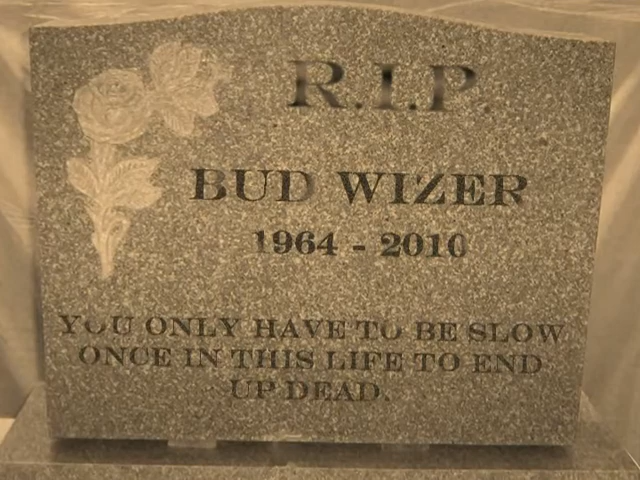 R.I.P.
BUD WIZER
1964 - 2010
YOU ONLY HAVE TO BE SLOW
ONCE IN THIS LIFE TO END
UP DEAD.